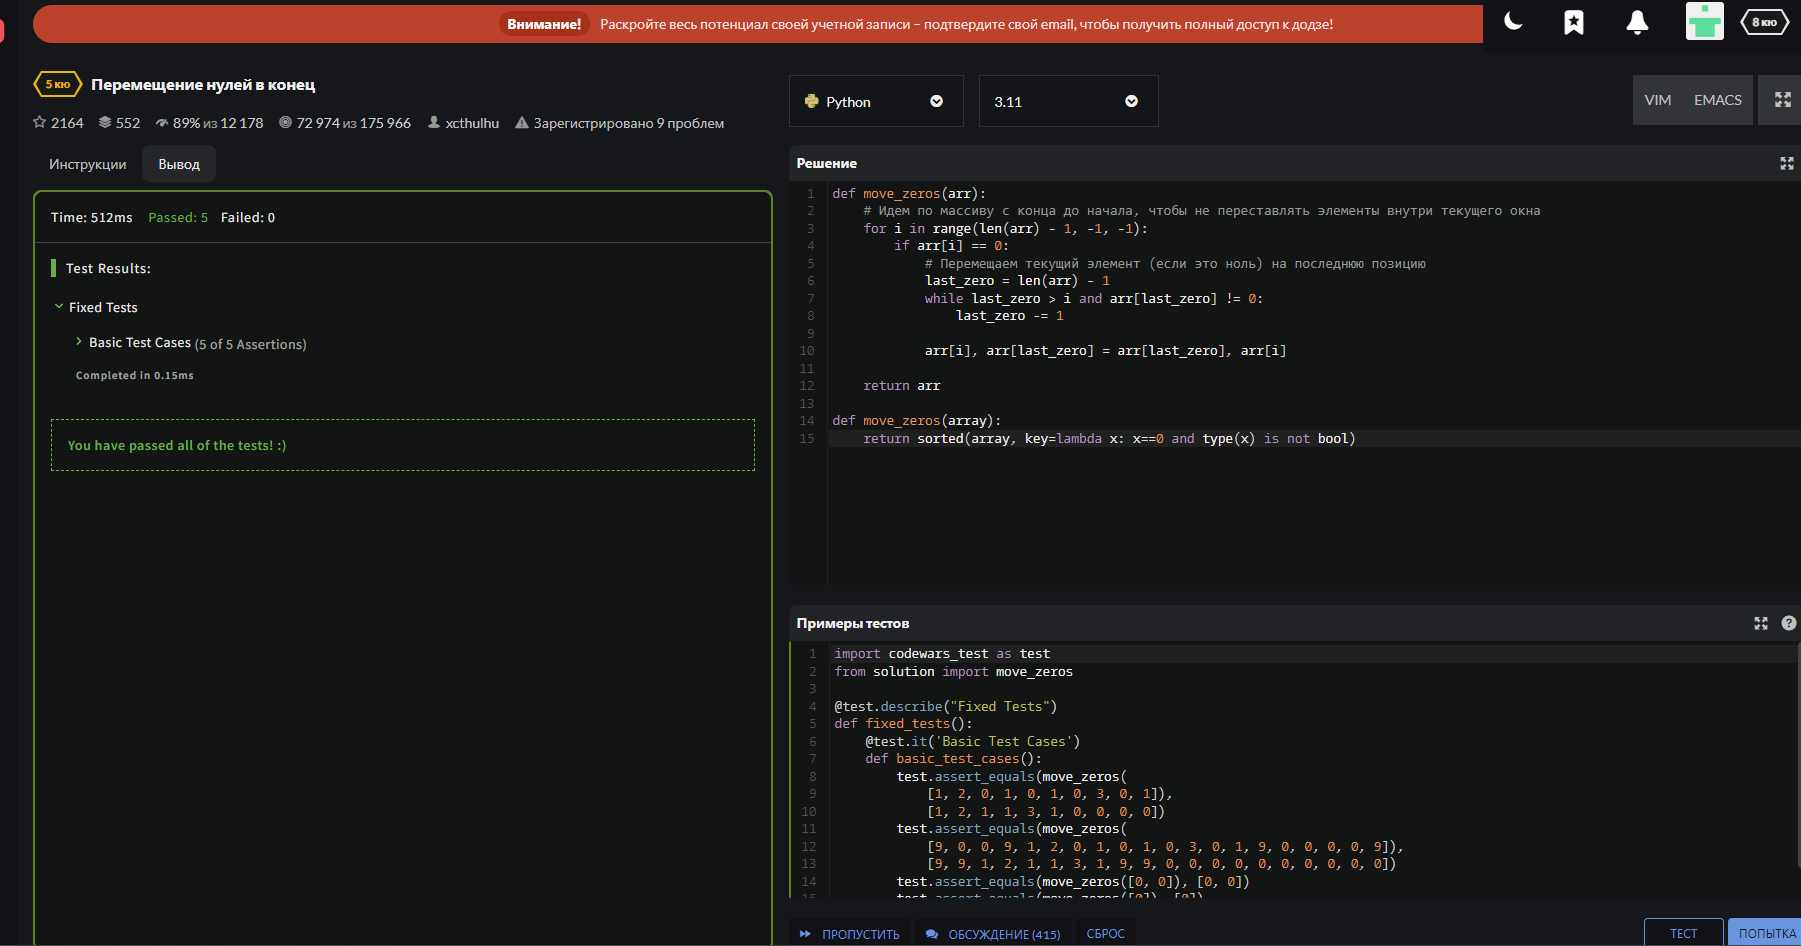 Внимание! Раскройте весь потенциал своей учетной записи – подтвердите свой email, чтобы получить полный доступ к додзе!
8 кю
5 кю Перемещение нулей в конец
2164 552 89% из 12 178 72 974 из 175 966 xcthulhu Зарегистрировано 9 проблем
Инструкции Вывод
Time: 512ms Passed: 5 Failed: 0
Test Results:
Fixed Tests
Basic Test Cases (5 of 5 Assertions)
Completed in 0.15ms
You have passed all of the tests! :)
Python 3.11 VIM EMACS
Решение
1 def move_zeros(arr):
2 # Идем по массиву с конца до начала, чтобы не переставлять элементы внутри текущего окна
3 for i in range(len(arr) - 1, -1, -1):
4 if arr[i] == 0:
5 # Перемещаем текущий элемент (если это ноль) на последнюю позицию
6 last_zero = len(arr) - 1
7 while last_zero > i and arr[last_zero] != 0:
8 last_zero -= 1
9
10 arr[i], arr[last_zero] = arr[last_zero], arr[i]
11
12 return arr
13
14 def move_zeros(array):
15 return sorted(array, key=lambda x: x==0 and type(x) is not bool)
Примеры тестов
1 import codewars_test as test
2 from solution import move_zeros
3
4 @test.describe("Fixed Tests")
5 def fixed_tests():
6 @test.it('Basic Test Cases')
7 def basic_test_cases():
8 test.assert_equals(move_zeros(
9 [1, 2, 0, 1, 0, 1, 0, 3, 0, 1]),
10 [1, 2, 1, 1, 3, 1, 0, 0, 0, 0])
11 test.assert_equals(move_zeros(
12 [9, 0, 0, 9, 1, 2, 0, 1, 0, 1, 0, 3, 0, 1, 9, 0, 0, 0, 0, 9]),
13 [9, 9, 1, 2, 1, 1, 3, 1, 9, 9, 0, 0, 0, 0, 0, 0, 0, 0, 0, 0])
14 test.assert_equals(move_zeros([0, 0]), [0, 0])
15 test.assert_equals(move_zeros([0]), [0])
ПРОПУСТИТЬ ОБСУЖДЕНИЕ (415) СБРОС ТЕСТ ПОПЫТКА